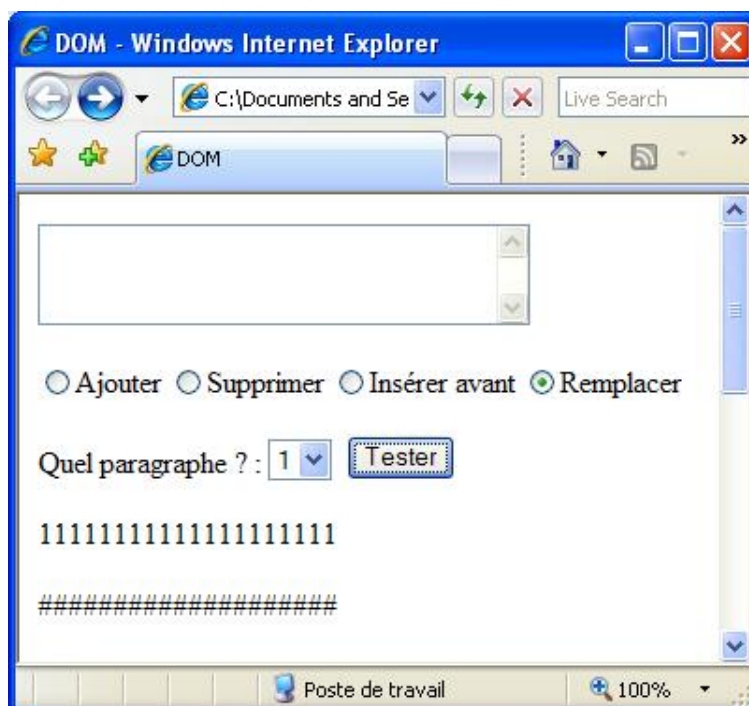 DOM - Windows Internet Explorer
C:\Documents and Se
Live Search
DOM
»
Ajouter Supprimer Insérer avant Remplacer
Quel paragraphe ? : 1 Tester
11111111111111111111
####################
Poste de travail 100%